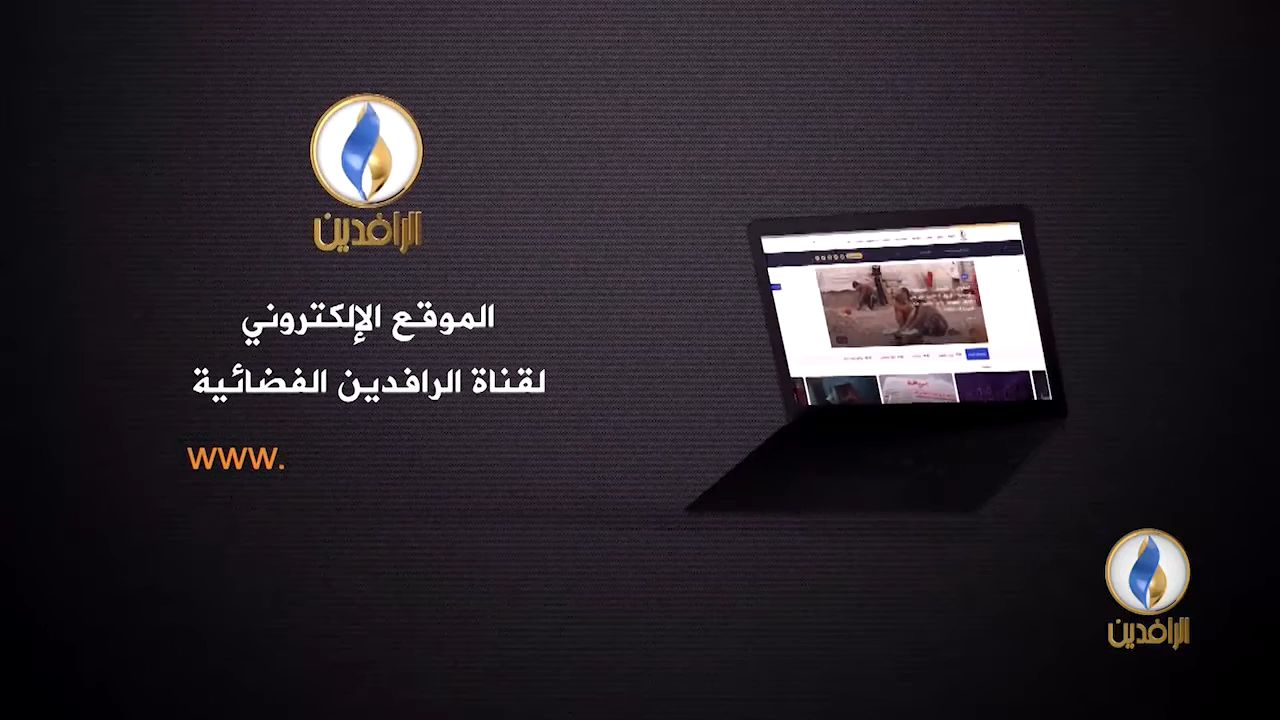 الرافدين
الموقع الإلكتروني
لقناة الرافدين الفضائية
www.
الرافدين